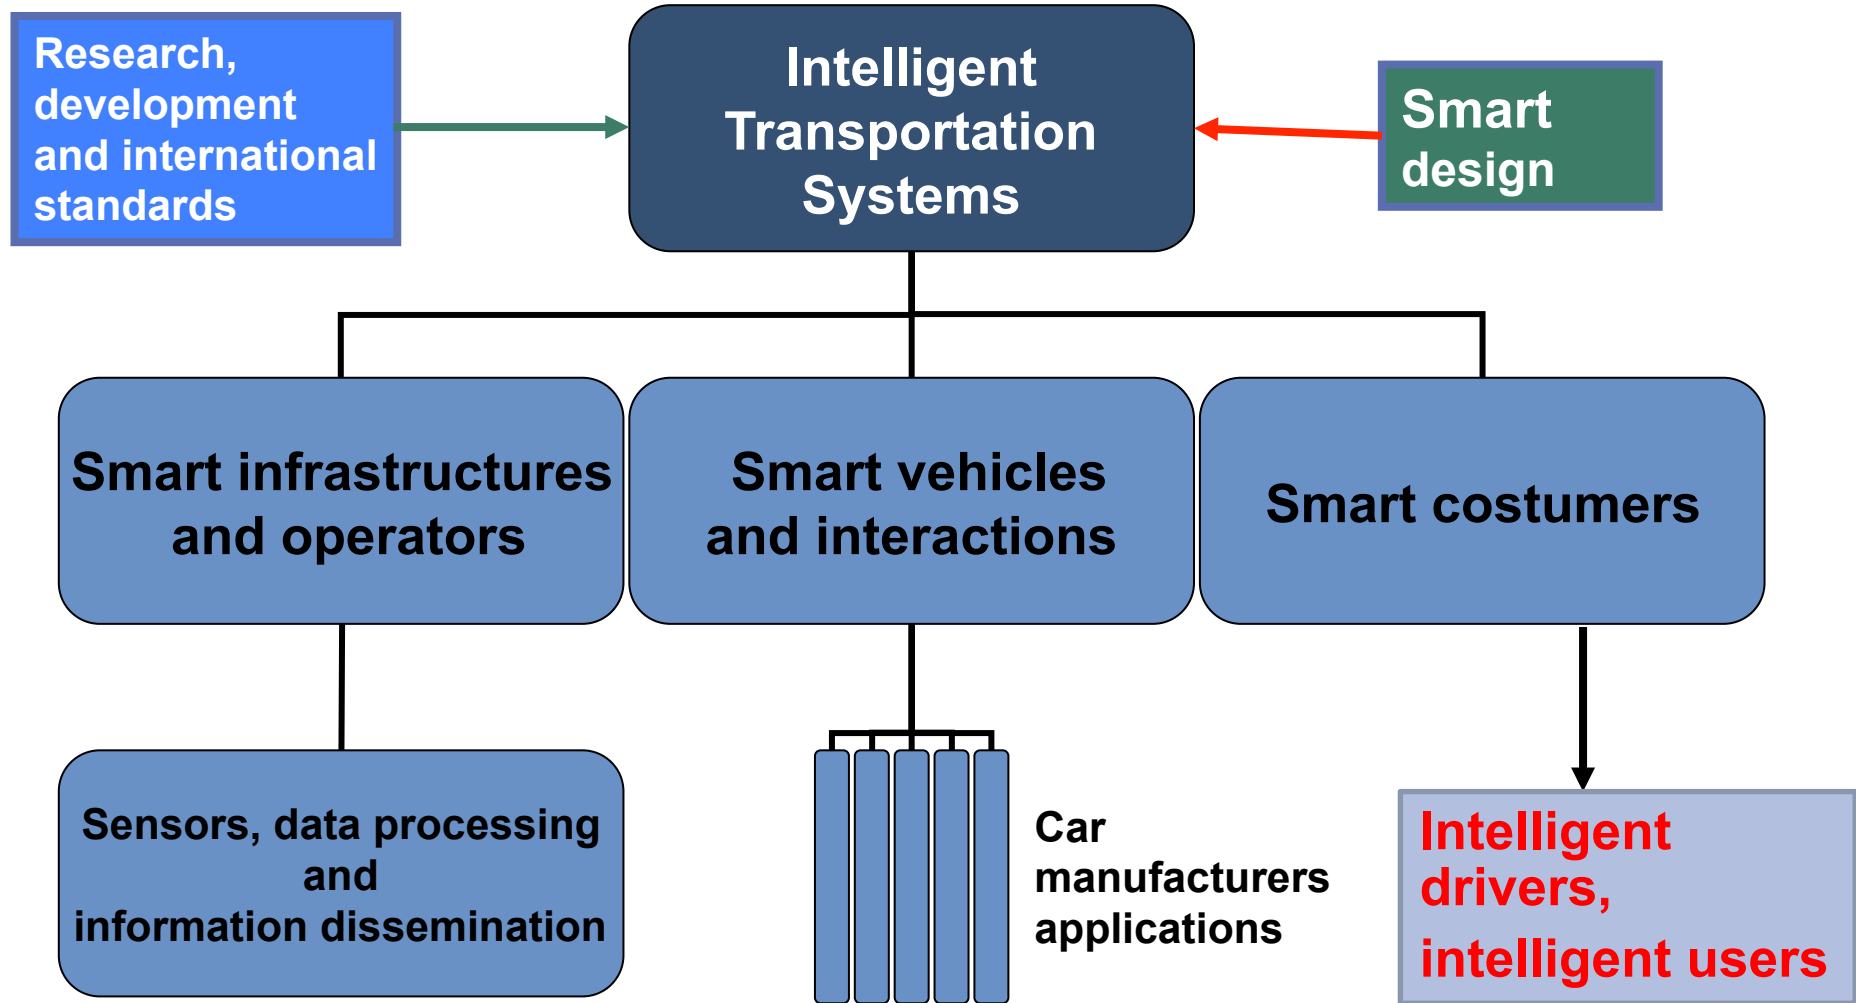 Research,
development
and international
standards
Intelligent
Transportation
Systems
Smart
design
Smart infrastructures
and operators
Smart vehicles
and interactions
Smart costumers
Sensors, data processing
and
information dissemination
Car
manufacturers
applications
Intelligent
drivers,
intelligent users